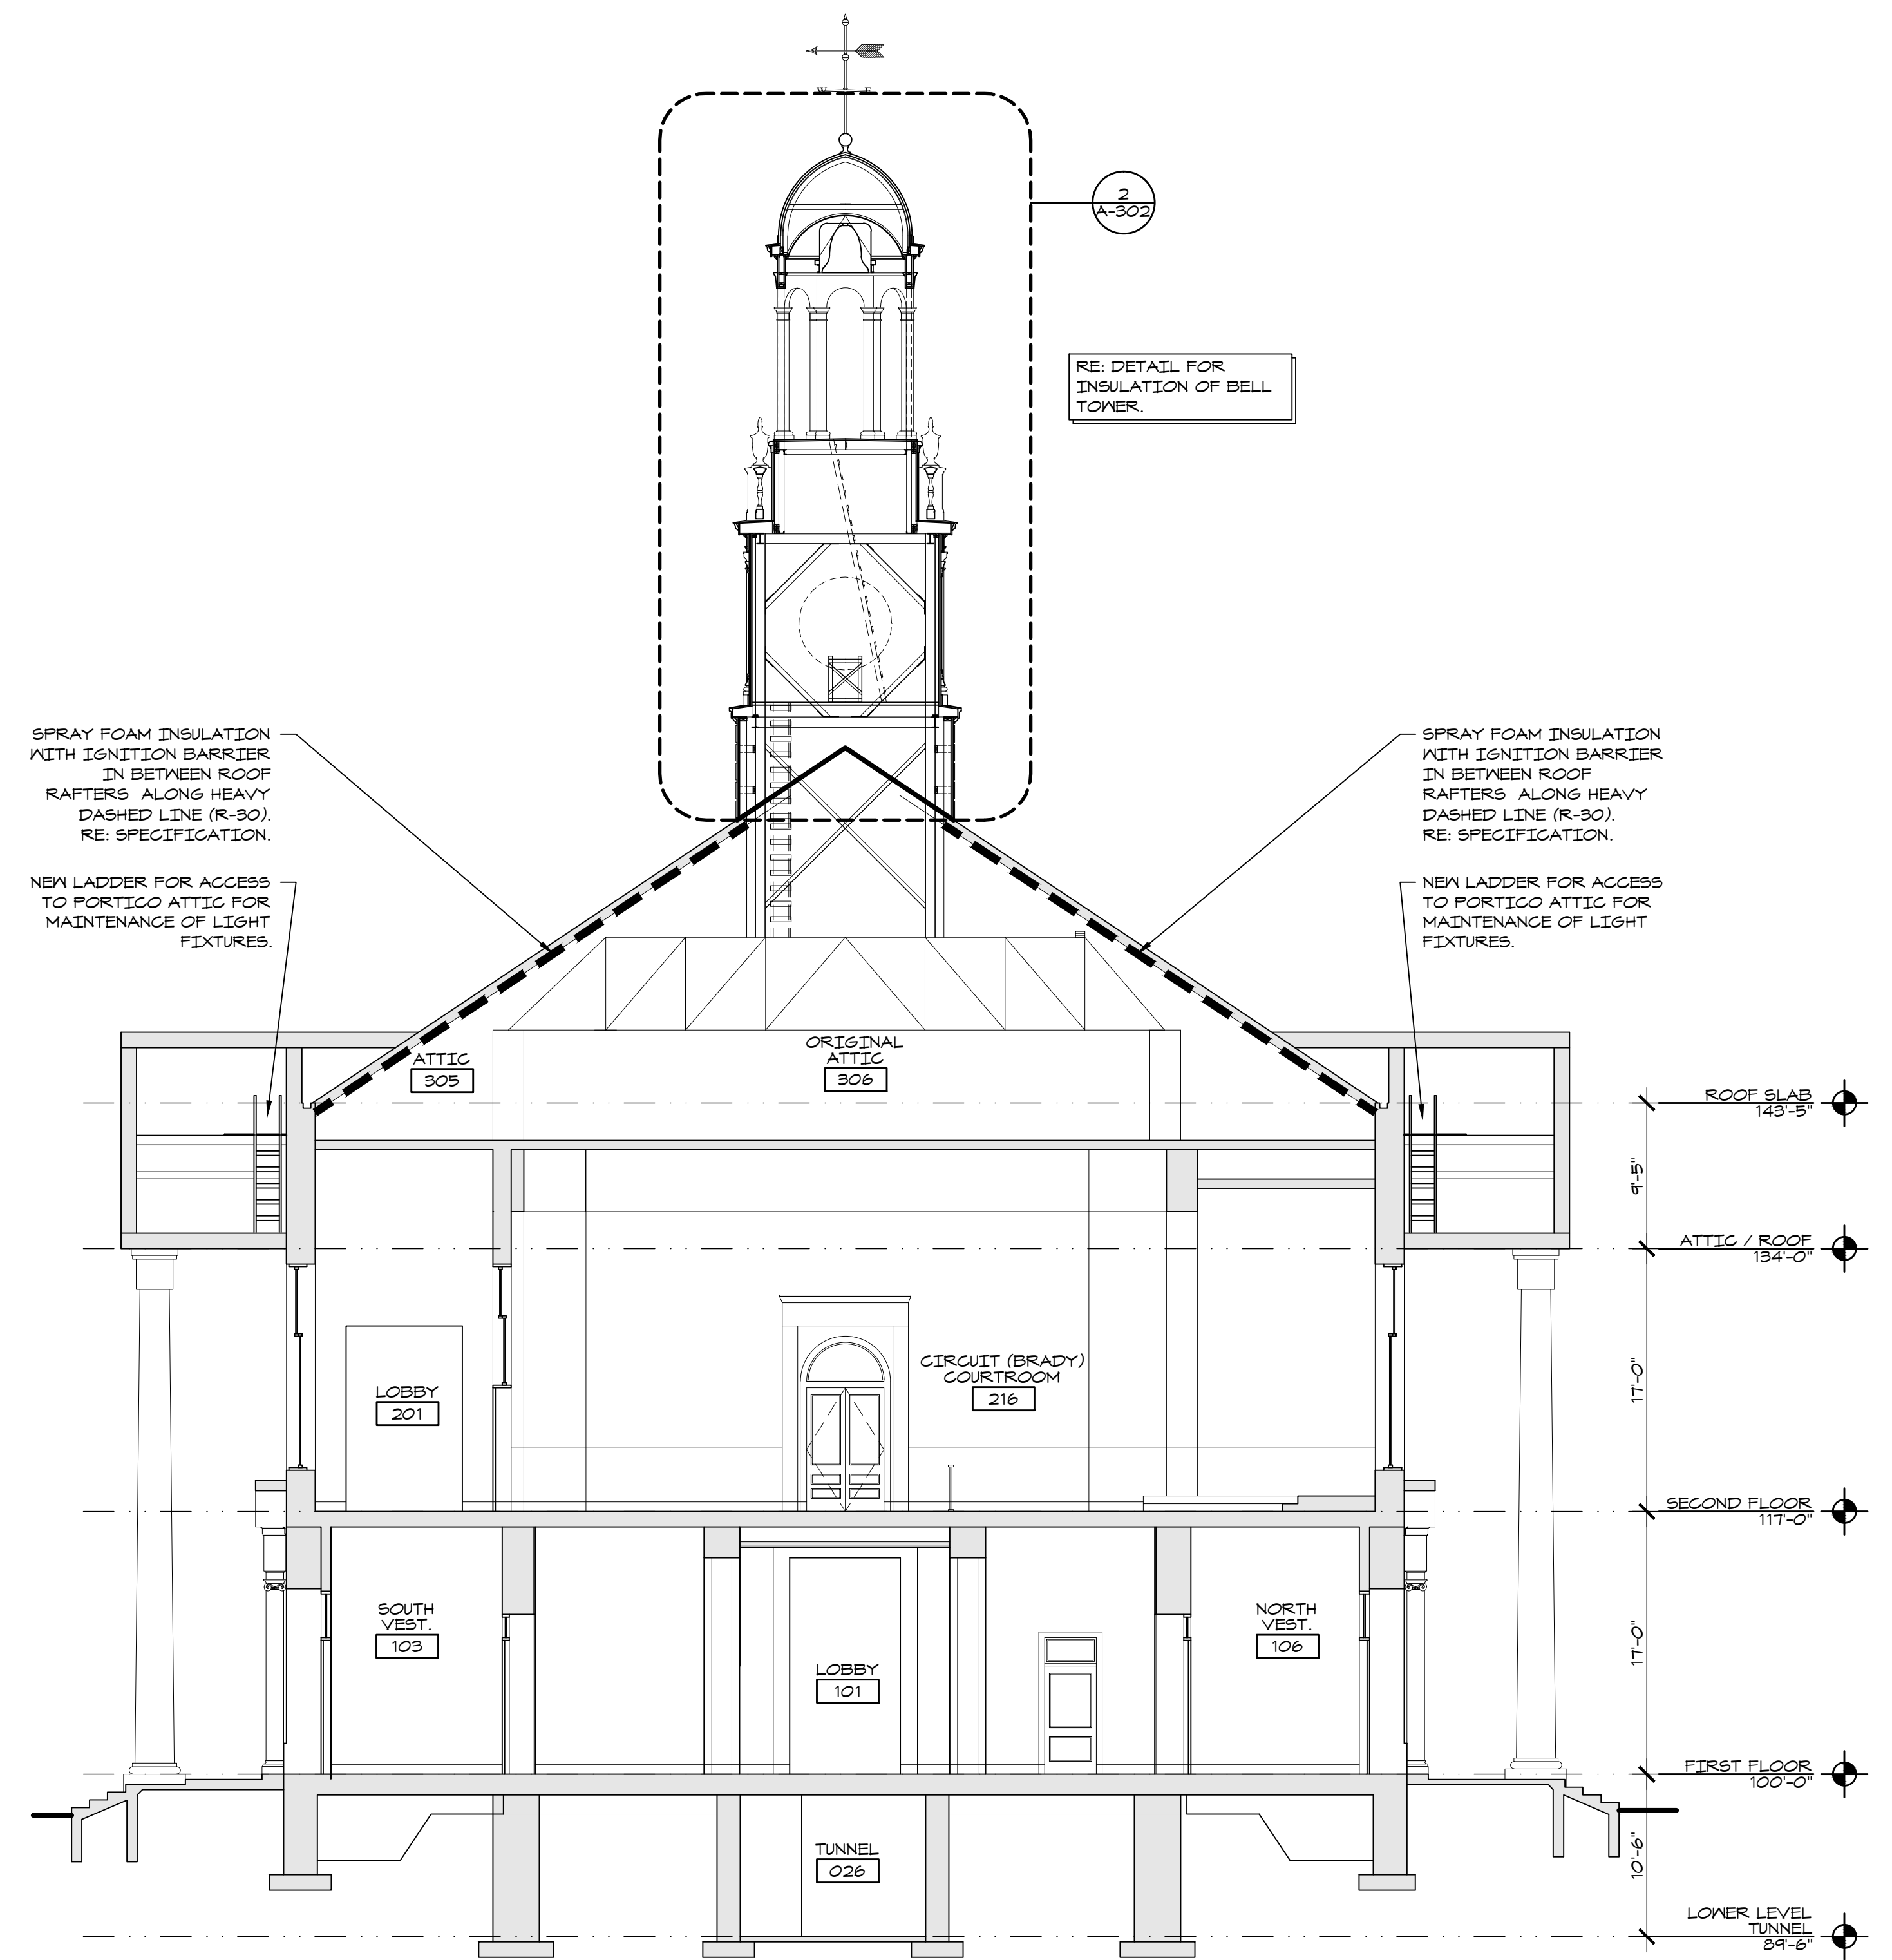 W E
2
A-302
RE: DETAIL FOR
INSULATION OF BELL
TOWER.
SPRAY FOAM INSULATION
WITH IGNITION BARRIER
IN BETWEEN ROOF
RAFTERS ALONG HEAVY
DASHED LINE (R-30).
RE: SPECIFICATION.
NEW LADDER FOR ACCESS
TO PORTICO ATTIC FOR
MAINTENANCE OF LIGHT
FIXTURES.
SPRAY FOAM INSULATION
WITH IGNITION BARRIER
IN BETWEEN ROOF
RAFTERS ALONG HEAVY
DASHED LINE (R-30).
RE: SPECIFICATION.
NEW LADDER FOR ACCESS
TO PORTICO ATTIC FOR
MAINTENANCE OF LIGHT
FIXTURES.
ATTIC
305
ORIGINAL
ATTIC
306
ROOF SLAB
143'-5"
9'-5"
ATTIC / ROOF
134'-0"
17'-0"
LOBBY
201
CIRCUIT (BRADY)
COURTROOM
216
SECOND FLOOR
117'-0"
17'-0"
SOUTH
VEST.
103
LOBBY
101
NORTH
VEST.
106
FIRST FLOOR
100'-0"
10'-6"
TUNNEL
026
LOWER LEVEL
TUNNEL
89'-6"